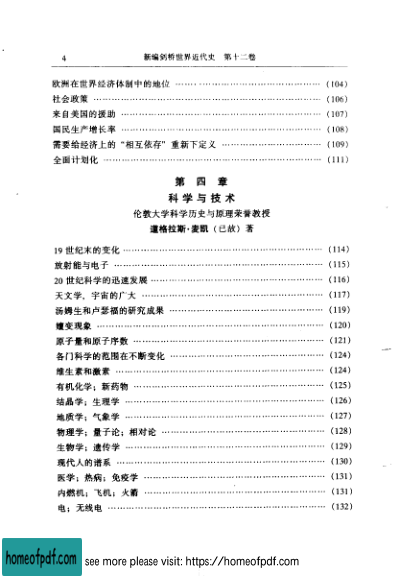 4 新编剑桥世界近代史 第十二卷
欧洲在世界经济体制中的地位 …………………………………… (104)
社会政策 …………………………………… (106)
来自美国的援助 …………………………………… (107)
国民生产增长率 …………………………………… (108)
需要给经济上的“相互依存”重新下定义 …………………………………… (109)
全面计划化 …………………………………… (111)
第四章
科学与技术
伦敦大学科学历史与原理荣誉教授
道格拉斯·麦凯(已故)著
19世纪末的变化 …………………………………… (114)
放射能与电子 …………………………………… (115)
20世纪科学的迅速发展 …………………………………… (116)
天文学,宇宙的广大 …………………………………… (117)
汤姆生和卢瑟福的研究成果 …………………………………… (119)
嬗变现象 …………………………………… (120)
原子量和原子序数 …………………………………… (121)
各门科学的范围在不断变化 …………………………………… (124)
维生素和激素 …………………………………… (124)
有机化学;新药物 …………………………………… (125)
结晶学;生理学 …………………………………… (126)
地质学;气象学 …………………………………… (127)
物理学;量子论;相对论 …………………………………… (128)
生物学;遗传学 …………………………………… (129)
现代人的谱系 …………………………………… (130)
医学;热病;免疫学 …………………………………… (131)
内燃机;飞机;火箭 …………………………………… (131)
电;无线电 …………………………………… (132)
homeofpdf.com see more please visit: https://homeofpdf.com